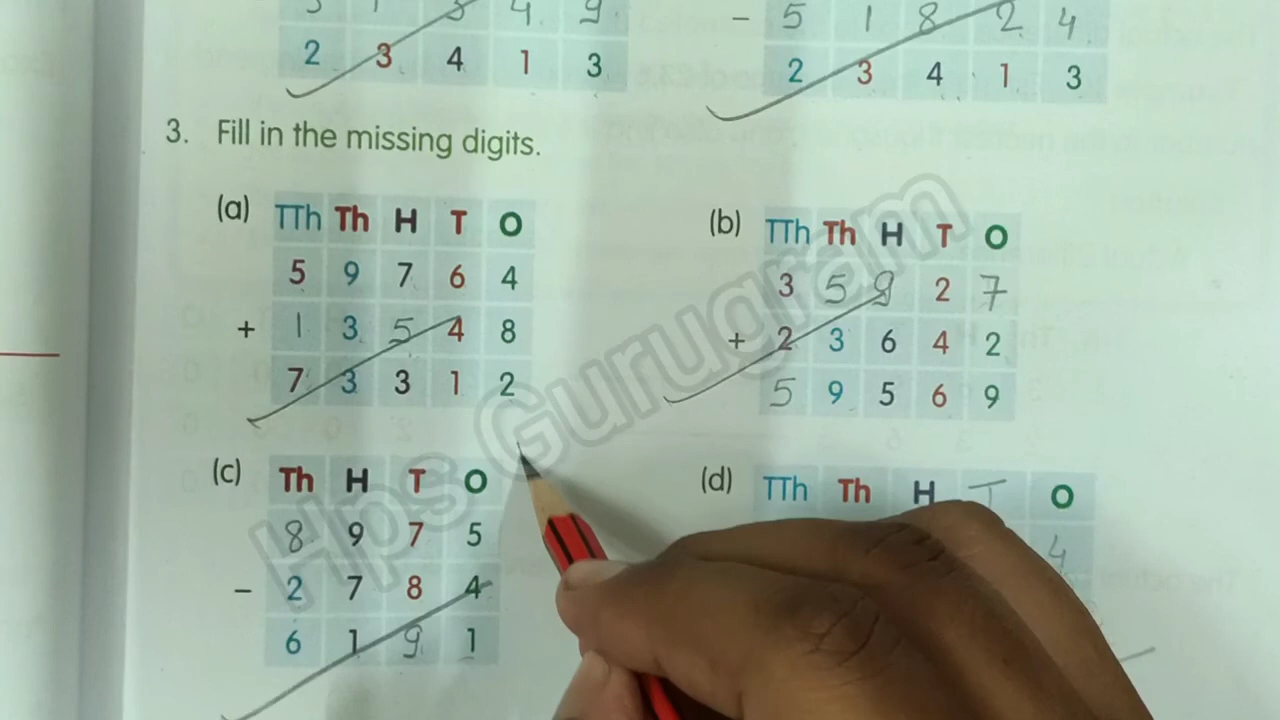 4 9 - 5 1 8 2 4
2 3 4 1 3 2 3 4 1 3
3. Fill in the missing digits.
(a) TTh Th H T O
5 9 7 6 4
+ 1 3 5 4 8
7 3 3 1 2
(b) TTh Th H T O
3 5 9 2 7
+ 2 3 6 4 2
5 9 5 6 9
(c) Th H T O
8 9 7 5
- 2 7 8 4
6 1 9 1
(d) TTh Th H T O
4
Hps Gurugram